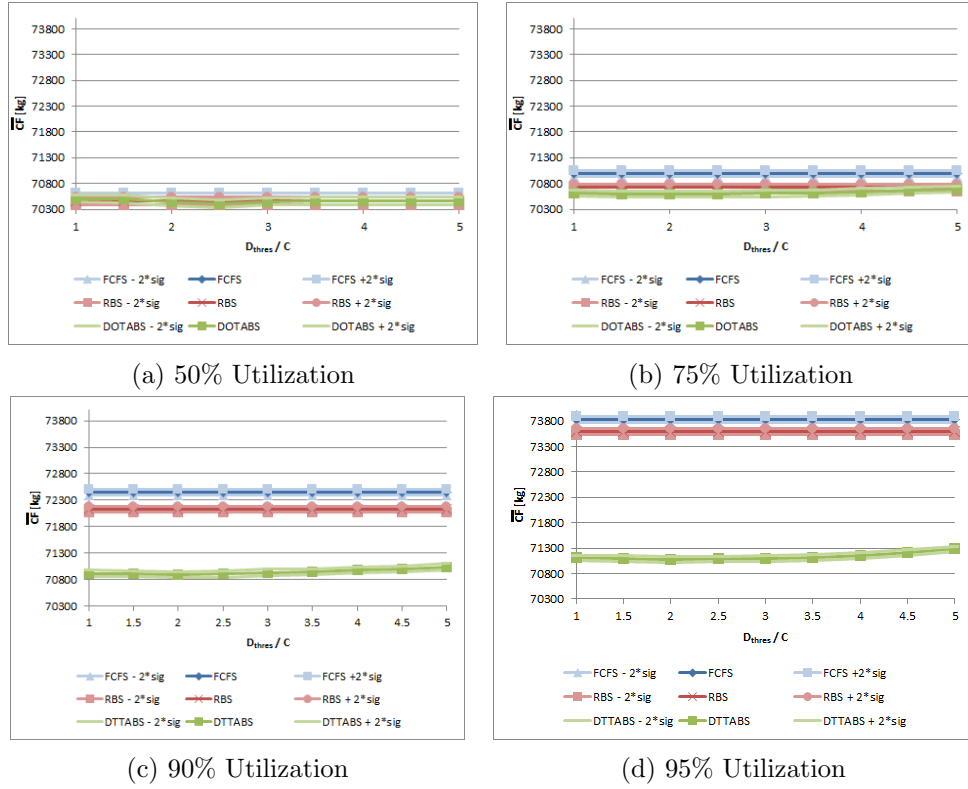 73800
73300
72800
72300
71800
71300
70800
70300
CF [kg]
1 2 3 4 5
D_thres / C
FCFS - 2*sig FCFS FCFS +2*sig
RBS - 2*sig RBS RBS + 2*sig
DOTABS - 2*sig DOTABS DOTABS + 2*sig
(a) 50% Utilization
73800
73300
72800
72300
71800
71300
70800
70300
CF [kg]
1 2 3 4 5
D_thres / C
FCFS - 2*sig FCFS FCFS +2*sig
RBS - 2*sig RBS RBS + 2*sig
DOTABS - 2*sig DOTABS DOTABS + 2*sig
(b) 75% Utilization
73800
73300
72800
72300
71800
71300
70800
70300
CF [kg]
1 1.5 2 2.5 3 3.5 4 4.5 5
D_thres / C
FCFS - 2*sig FCFS FCFS +2*sig
RBS - 2*sig RBS RBS + 2*sig
DTTABS - 2*sig DTTABS DTTABS + 2*sig
(c) 90% Utilization
73800
73300
72800
72300
71800
71300
70800
70300
CF [kg]
1 1.5 2 2.5 3 3.5 4 4.5 5
D_thres / C
FCFS - 2*sig FCFS FCFS +2*sig
RBS - 2*sig RBS RBS + 2*sig
DTTABS - 2*sig DTTABS DTTABS + 2*sig
(d) 95% Utilization